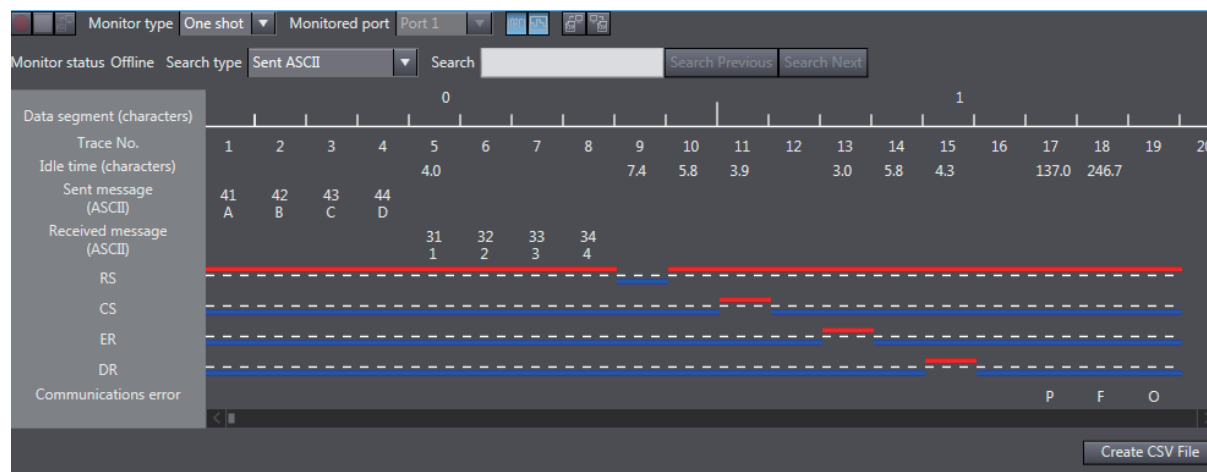 Monitor type One shot Monitored port Port 1
Monitor status Offline Search type Sent ASCII Search Search Previous Search Next
0 1
Data segment (characters)
Trace No. 1 2 3 4 5 6 7 8 9 10 11 12 13 14 15 16 17 18 19 20
Idle time (characters) 4.0 7.4 5.8 3.9 3.0 5.8 4.3 137.0 246.7
Sent message 41 42 43 44
(ASCII) A B C D
Received message 31 32 33 34
(ASCII) 1 2 3 4
RS
CS
ER
DR
Communications error P F O
Create CSV File